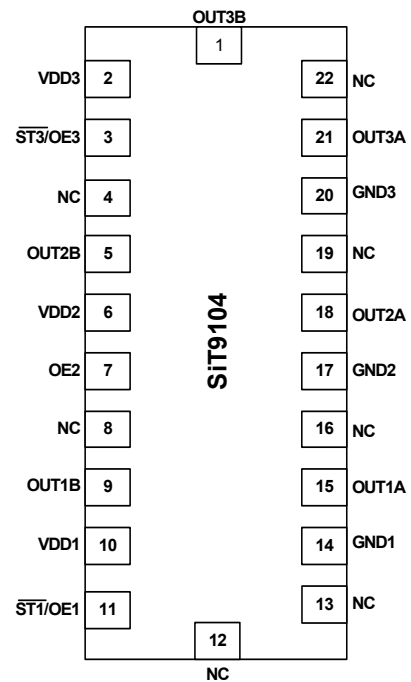 OUT3B
1
VDD3 2 22 NC
S̅T̅3̅/OE3 3 21 OUT3A
NC 4 20 GND3
OUT2B 5 19 NC
VDD2 6 18 OUT2A
OE2 7 17 GND2
NC 8 16 NC
OUT1B 9 15 OUT1A
VDD1 10 14 GND1
S̅T̅1̅/OE1 11 13 NC
12
NC
SiT9104